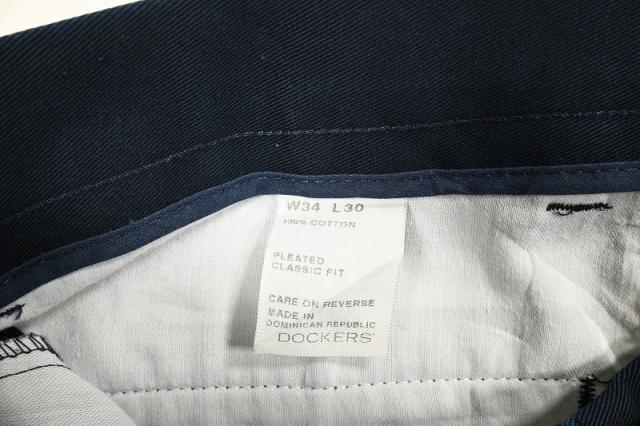 W34 L30
100% COTTON
PLEATED
CLASSIC FIT
CARE ON REVERSE
MADE IN
DOMINICAN REPUBLIC
DOCKERS